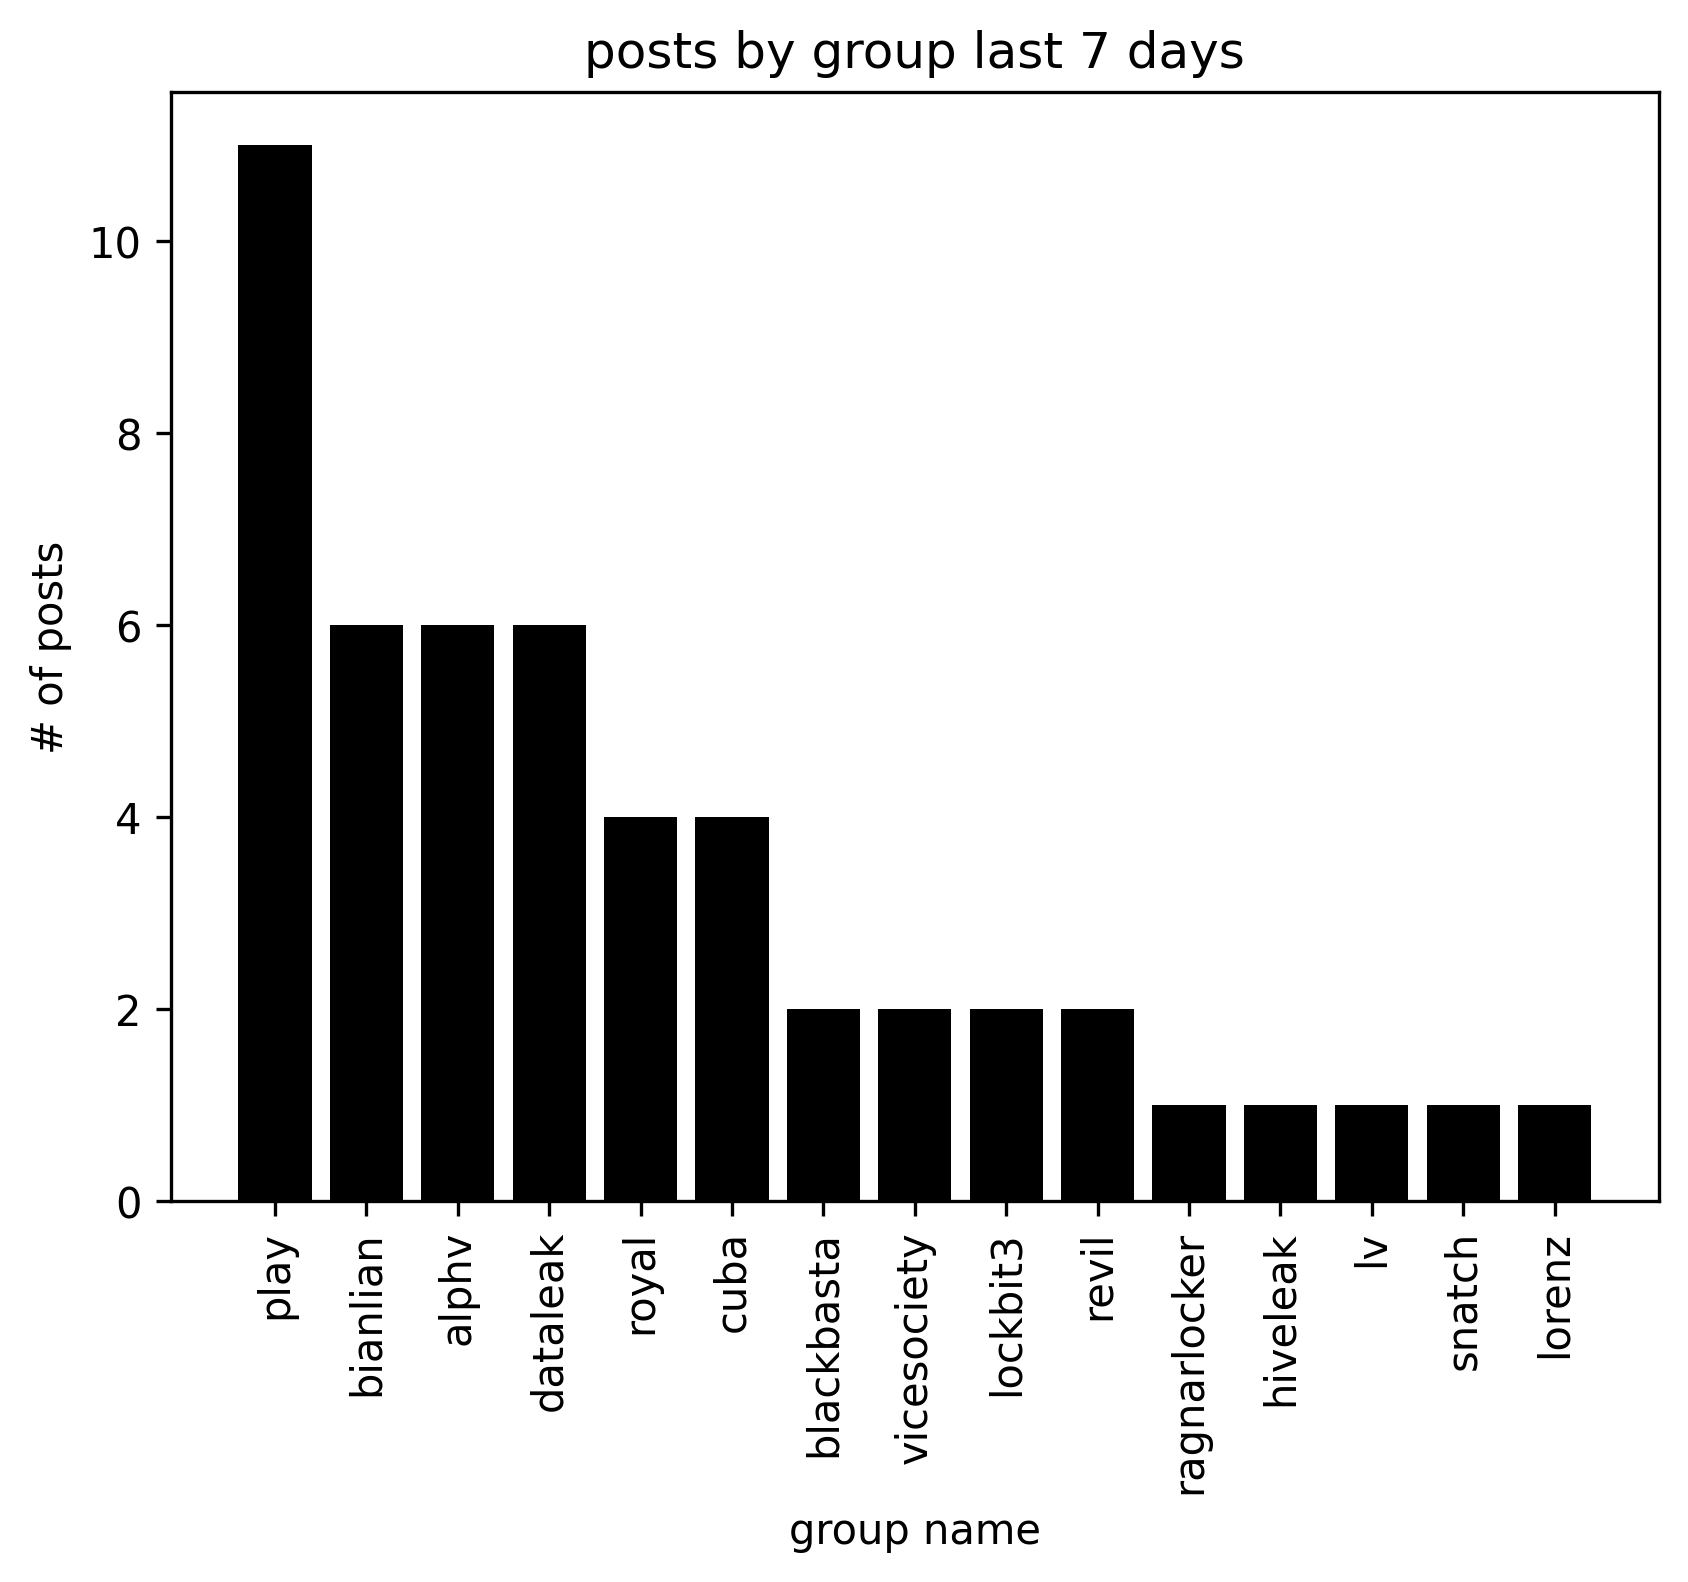 posts by group last 7 days
# of posts
10
8
6
4
2
0
play
bianlian
alphv
dataleak
royal
cuba
blackbasta
vicesociety
lockbit3
revil
ragnarlocker
hiveleak
lv
snatch
lorenz
group name